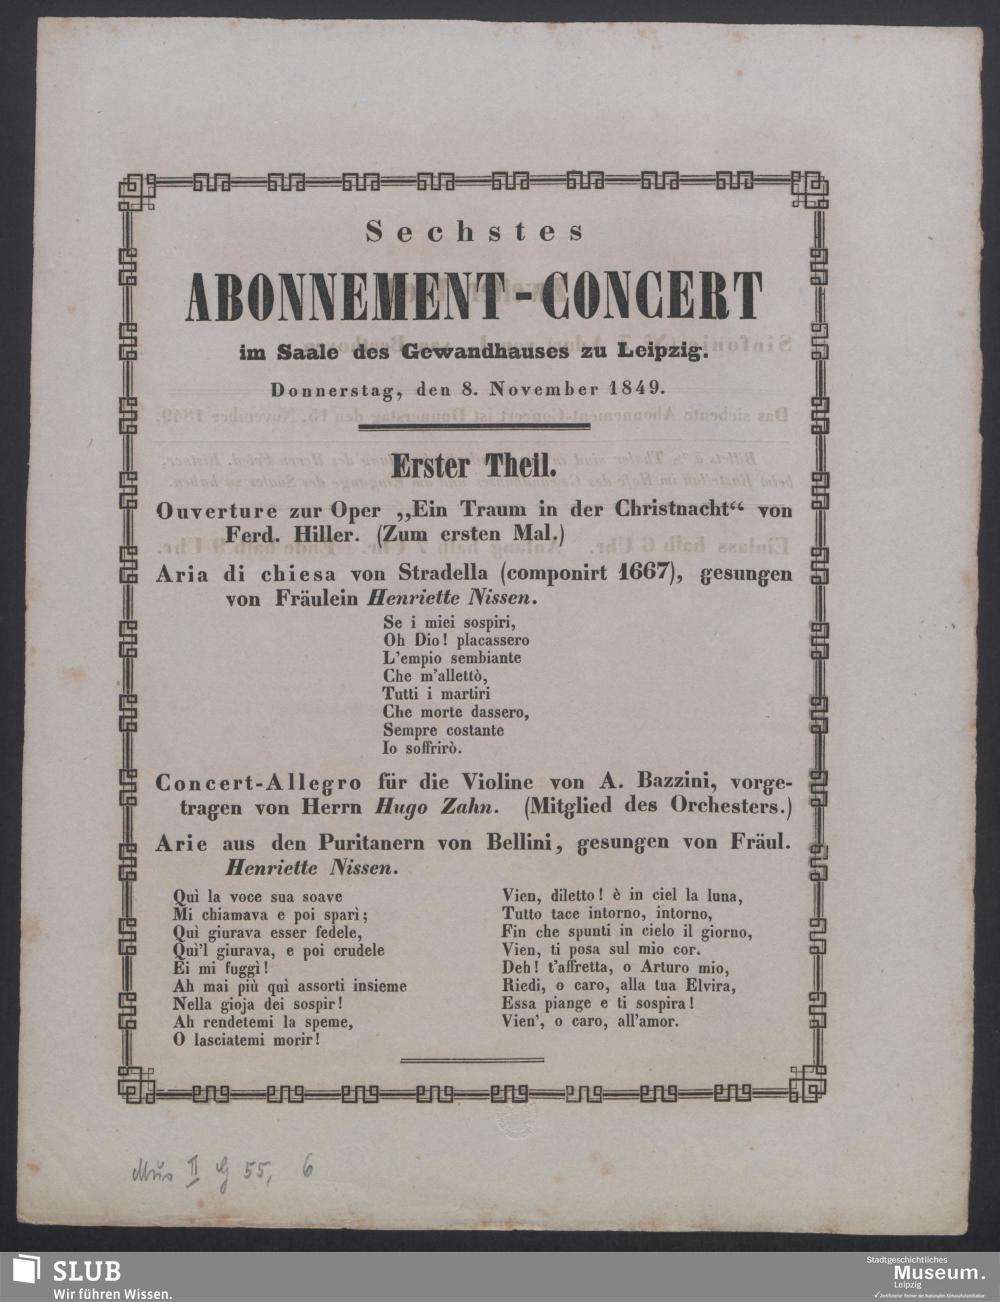 Sechstes
ABONNEMENT-CONCERT
im Saale des Gewandhauses zu Leipzig.
Donnerstag, den 8. November 1849.
Erster Theil.
Ouverture zur Oper „Ein Traum in der Christnacht“ von
Ferd. Hiller. (Zum ersten Mal.)
Aria di chiesa von Stradella (componirt 1667), gesungen
von Fräulein Henriette Nissen.
Se i miei sospiri,
Oh Dio! placassero
L'empio sembiante
Che m'allettò,
Tutti i martiri
Che morte dassero,
Sempre costante
Io soffrirò.
Concert-Allegro für die Violine von A. Bazzini, vorge-
tragen von Herrn Hugo Zahn. (Mitglied des Orchesters.)
Arie aus den Puritanern von Bellini, gesungen von Fräul.
Henriette Nissen.
Quì la voce sua soave
Mi chiamava e poi sparì;
Quì giurava esser fedele,
Quì'l giurava, e poi crudele
Ei mi fuggì!
Ah mai più quì assorti insieme
Nella gioja dei sospir!
Ah rendetemi la speme,
O lasciatemi morir!
Vien, diletto! è in ciel la luna,
Tutto tace intorno, intorno,
Fin che spunti in cielo il giorno,
Vien, ti posa sul mio cor.
Deh! t'affretta, o Arturo mio,
Riedi, o caro, alla tua Elvira,
Essa piange e ti sospira!
Vien', o caro, all'amor.
Mus II G 55, 6
SLUB
Wir führen Wissen.
Stadtgeschichtliches
Museum.
Leipzig
Zertifizierter Partner der Nationalen Klimaschutzinitiative